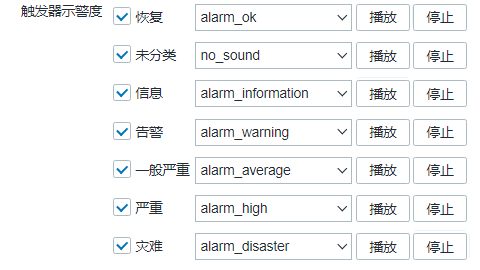 触发器示警度 恢复 alarm_ok 播放 停止
未分类 no_sound 播放 停止
信息 alarm_information 播放 停止
告警 alarm_warning 播放 停止
一般严重 alarm_average 播放 停止
严重 alarm_high 播放 停止
灾难 alarm_disaster 播放 停止